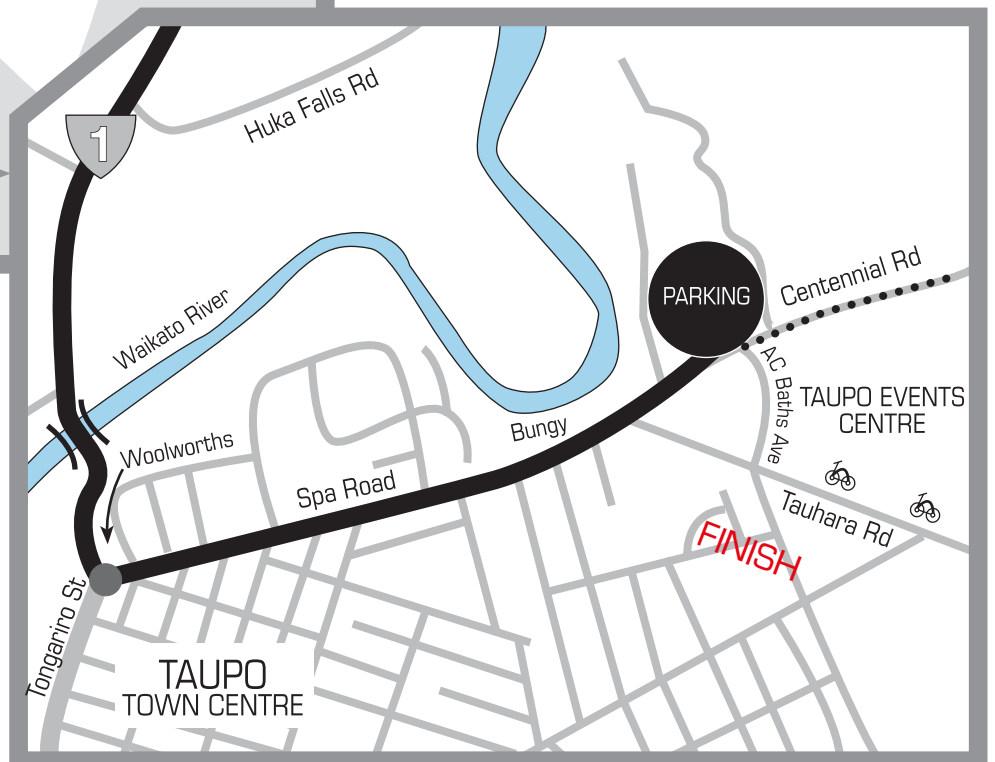 Huka Falls Rd
1
PARKING
Centennial Rd
Waikato River
AC Baths Ave
TAUPO EVENTS
CENTRE
Bungy
Woolworths
Spa Road
Tauhara Rd
FINISH
Tongariro St
TAUPO
TOWN CENTRE